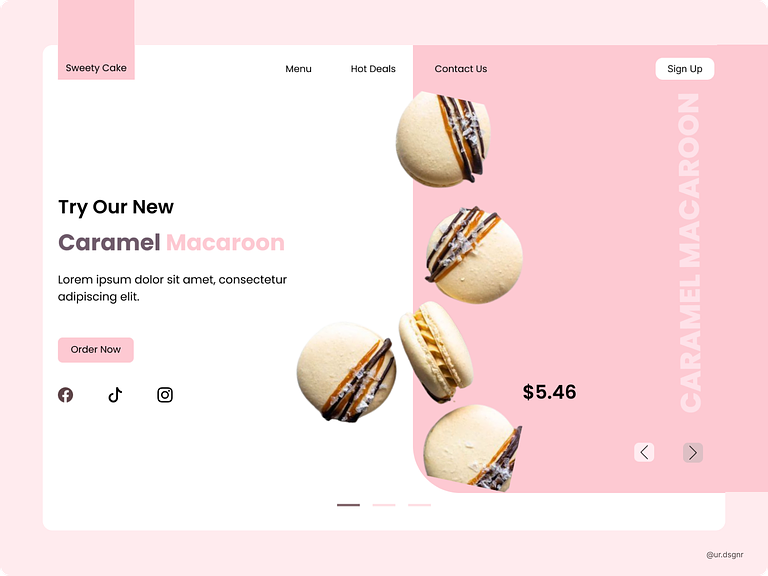 Sweety Cake
Menu
Hot Deals
Contact Us
Sign Up
CARAMEL MACAROON
Try Our New
Caramel Macaroon
Lorem ipsum dolor sit amet, consectetur
adipiscing elit.
Order Now
$5.46
@ur.dsgnr